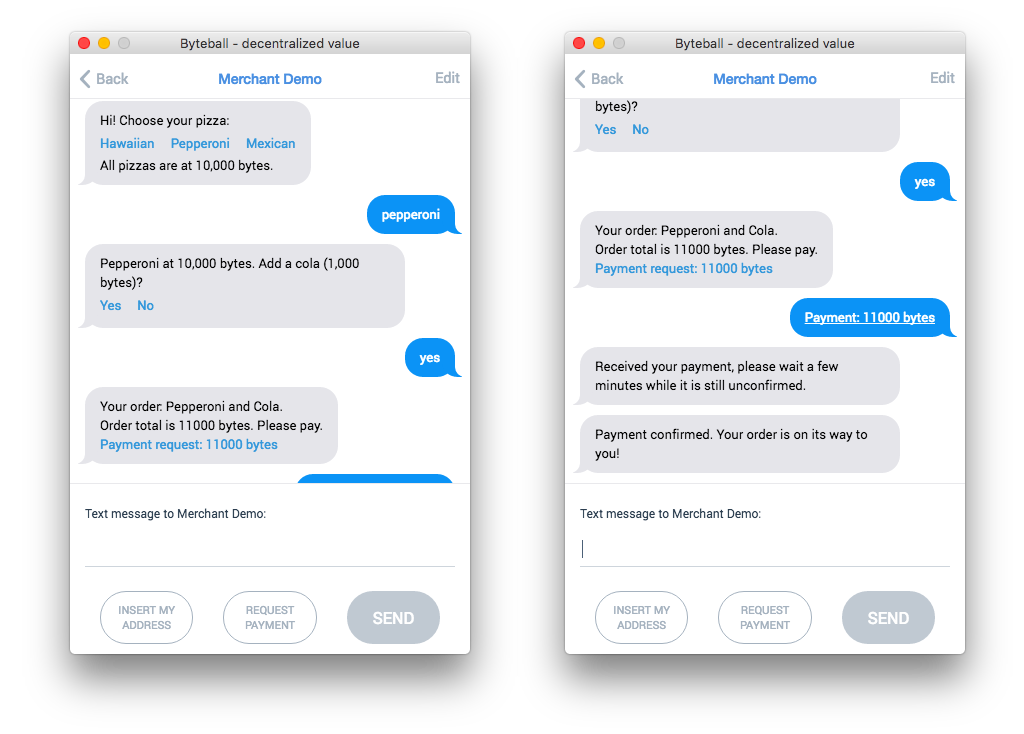 Byteball - decentralized value
Back
Merchant Demo
Edit
Hi! Choose your pizza:
Hawaiian Pepperoni Mexican
All pizzas are at 10,000 bytes.
pepperoni
Pepperoni at 10,000 bytes. Add a cola (1,000
bytes)?
Yes No
yes
Your order: Pepperoni and Cola.
Order total is 11000 bytes. Please pay.
Payment request: 11000 bytes
Text message to Merchant Demo:
INSERT MY
ADDRESS
REQUEST
PAYMENT
SEND
Byteball - decentralized value
Back
Merchant Demo
Edit
bytes)?
Yes No
yes
Your order: Pepperoni and Cola.
Order total is 11000 bytes. Please pay.
Payment request: 11000 bytes
Payment: 11000 bytes
Received your payment, please wait a few
minutes while it is still unconfirmed.
Payment confirmed. Your order is on its way to
you!
Text message to Merchant Demo:
INSERT MY
ADDRESS
REQUEST
PAYMENT
SEND